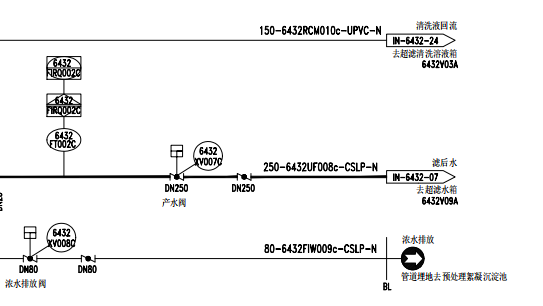 清洗液回流
150-6432RCM010c-UPVC-N
IN-6432-24
去超滤清洗溶液箱
6432V03A
6432
FIRQ002C
6432
FIRQ002C
6432
FT002C
6432
XV007C
250-6432UF008c-CSLP-N
滤后水
IN-6432-07
DN250
DN250
去超滤水箱
产水阀
6432V09A
6432
XV008C
80-6432FIW009c-CSLP-N
浓水排放
DN80
DN80
管道埋地去预处理絮凝沉淀池
浓水排放阀
BL